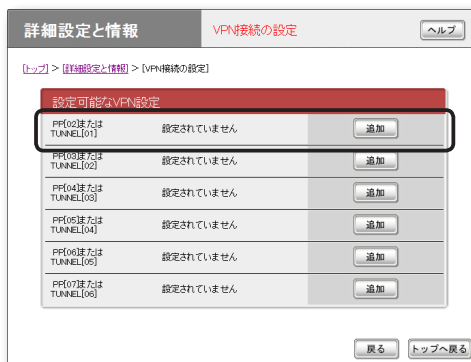 詳細設定と情報 VPN接続の設定 ヘルプ
[トップ] > [詳細設定と情報] > [VPN接続の設定]
設定可能なVPN設定
PP[02]または
TUNNEL[01] 設定されていません 追加
PP[03]または
TUNNEL[02] 設定されていません 追加
PP[04]または
TUNNEL[03] 設定されていません 追加
PP[05]または
TUNNEL[04] 設定されていません 追加
PP[06]または
TUNNEL[05] 設定されていません 追加
PP[07]または
TUNNEL[06] 設定されていません 追加
戻る トップへ戻る